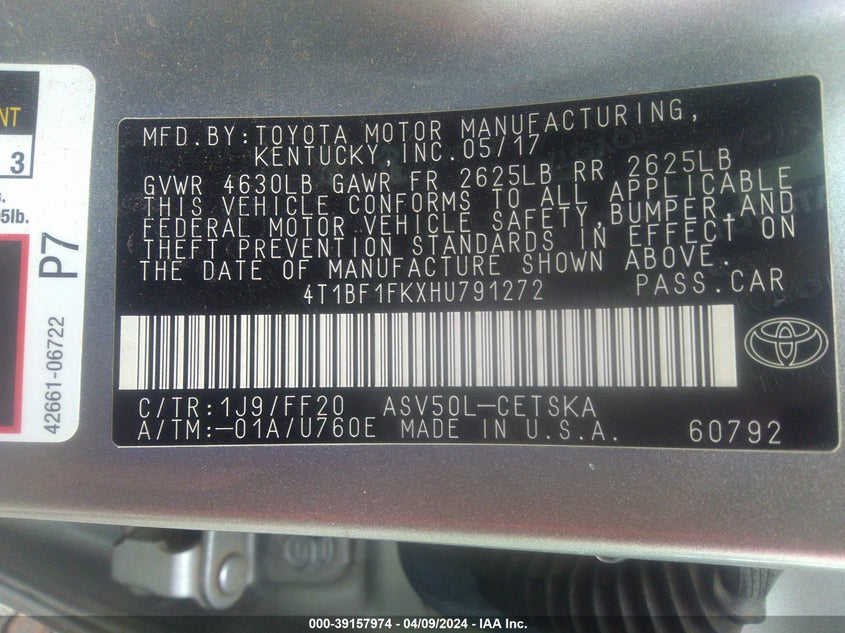 NT
3
s.
5lb.
P7
42661-06722
MFD.BY:TOYOTA MOTOR MANUFACTURING,
KENTUCKY,INC.05/17
GVWR 4630LB GAWR FR 2625LB RR 2625LB
THIS VEHICLE CONFORMS TO ALL APPLICABLE
FEDERAL MOTOR VEHICLE SAFETY,BUMPER,AND
THEFT PREVENTION STANDARDS IN EFFECT ON
THE DATE OF MANUFACTURE SHOWN ABOVE.
4T1BF1FKXHU791272 PASS.CAR
C/TR:1J9/FF20 ASV50L-CETSKA
A/TM:-01A/U760E MADE IN U.S.A. 60792
000-39157974 | 04/09/2024 | IAA Inc.